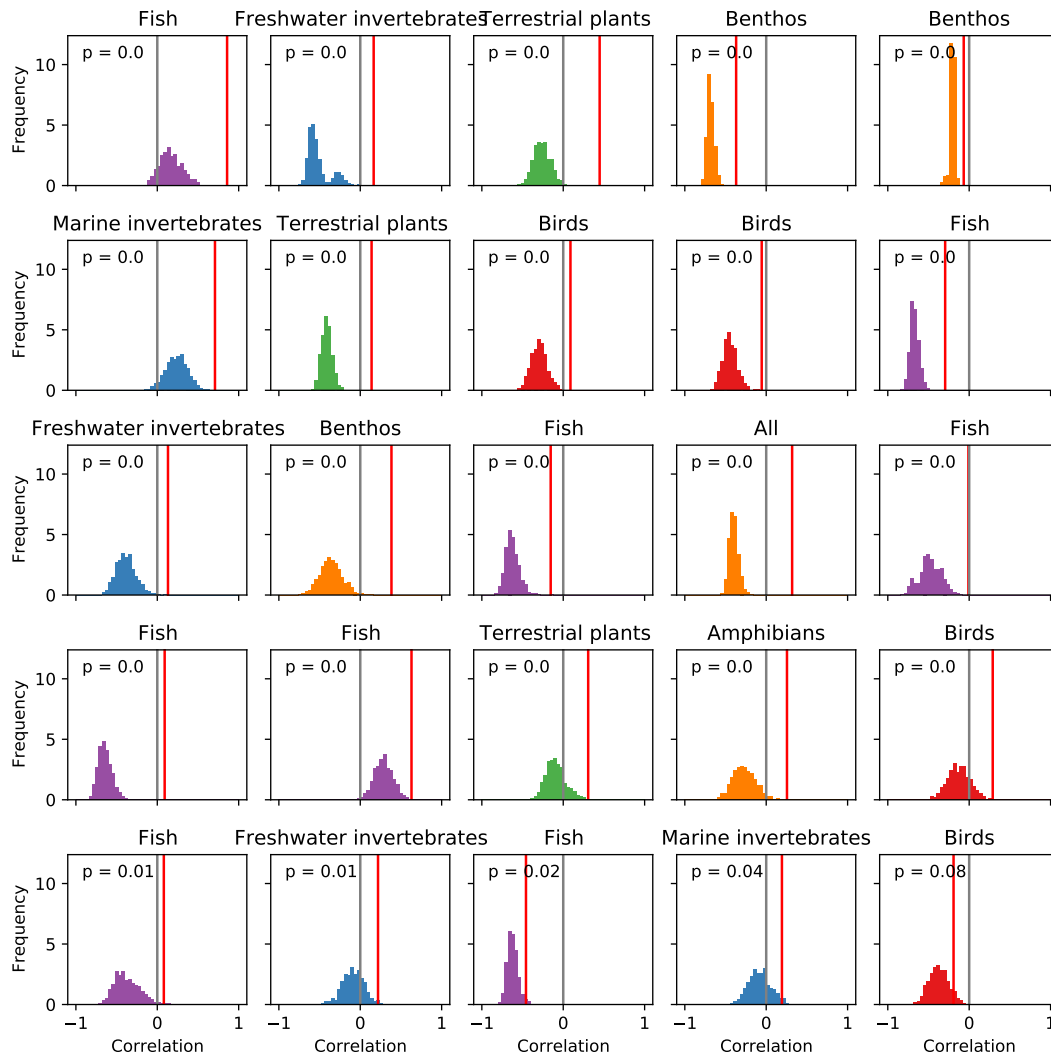 Fish
Freshwater invertebrates
Terrestrial plants
Benthos
Benthos
Frequency
10
5
0
p = 0.0
p = 0.0
p = 0.0
p = 0.0
p = 0.0
Marine invertebrates
Terrestrial plants
Birds
Birds
Fish
Frequency
10
5
0
p = 0.0
p = 0.0
p = 0.0
p = 0.0
p = 0.0
Freshwater invertebrates
Benthos
Fish
All
Fish
Frequency
10
5
0
p = 0.0
p = 0.0
p = 0.0
p = 0.0
p = 0.0
Fish
Fish
Terrestrial plants
Amphibians
Birds
Frequency
10
5
0
p = 0.0
p = 0.0
p = 0.0
p = 0.0
p = 0.0
Fish
Freshwater invertebrates
Fish
Marine invertebrates
Birds
Frequency
10
5
0
p = 0.01
p = 0.01
p = 0.02
p = 0.04
p = 0.08
−1 0 1
−1 0 1
−1 0 1
−1 0 1
−1 0 1
Correlation
Correlation
Correlation
Correlation
Correlation